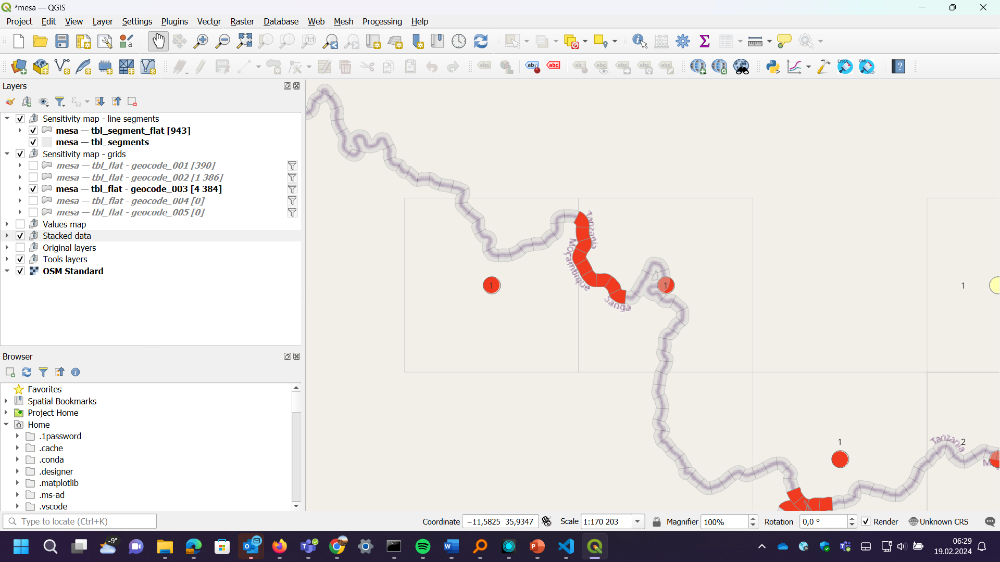 *mesa — QGIS
Project Edit View Layer Settings Plugins Vector Raster Database Web Mesh Processing Help
Layers
Sensitivity map - line segments
mesa — tbl_segment_flat [943]
mesa — tbl_segments
Sensitivity map - grids
mesa — tbl_flat - geocode_001 [390]
mesa — tbl_flat - geocode_002 [1 386]
mesa — tbl_flat - geocode_003 [4 384]
mesa — tbl_flat - geocode_004 [0]
mesa — tbl_flat - geocode_005 [0]
Values map
Stacked data
Original layers
Tools layers
OSM Standard
Tanzania
Moçambique
Sanga
1
1
1
1
2
Tanzania
Browser
Favorites
Spatial Bookmarks
Project Home
Home
.1password
.cache
.conda
.designer
.matplotlib
.ms-ad
.vscode
Type to locate (Ctrl+K)
Coordinate −11,5825 35,9347 Scale 1:170 203 Magnifier 100% Rotation 0,0 ° Render Unknown CRS
-9°
06:29
19.02.2024